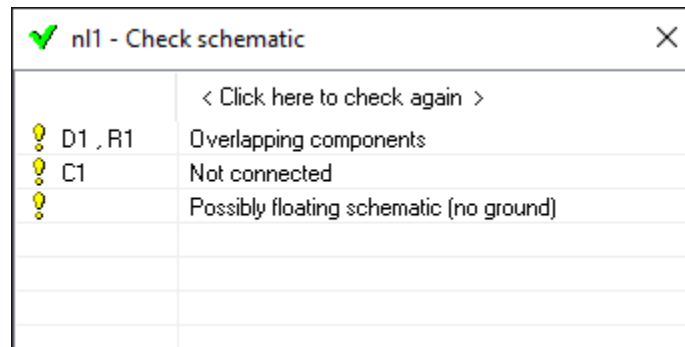 nl1 - Check schematic
< Click here to check again >
D1 , R1 Overlapping components
C1 Not connected
Possibly floating schematic (no ground)